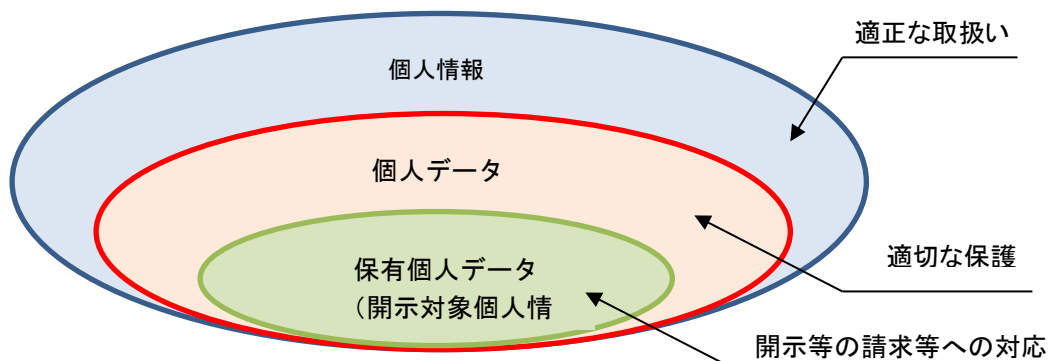 適正な取扱い
個人情報
個人データ
適切な保護
保有個人データ
（開示対象個人情
開示等の請求等への対応